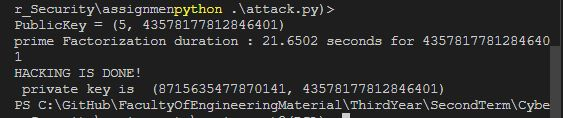 r_Security\assignmenpython .\attack.py)>
PublicKey = (5, 43578177812846401)
prime Factorization duration : 21.6502 seconds for 4357817781284640
1
HACKING IS DONE!
 private key is  (8715635477870141, 43578177812846401)
PS C:\GitHub\FacultyOfEngineeringMaterial\ThirdYear\SecondTerm\Cybe